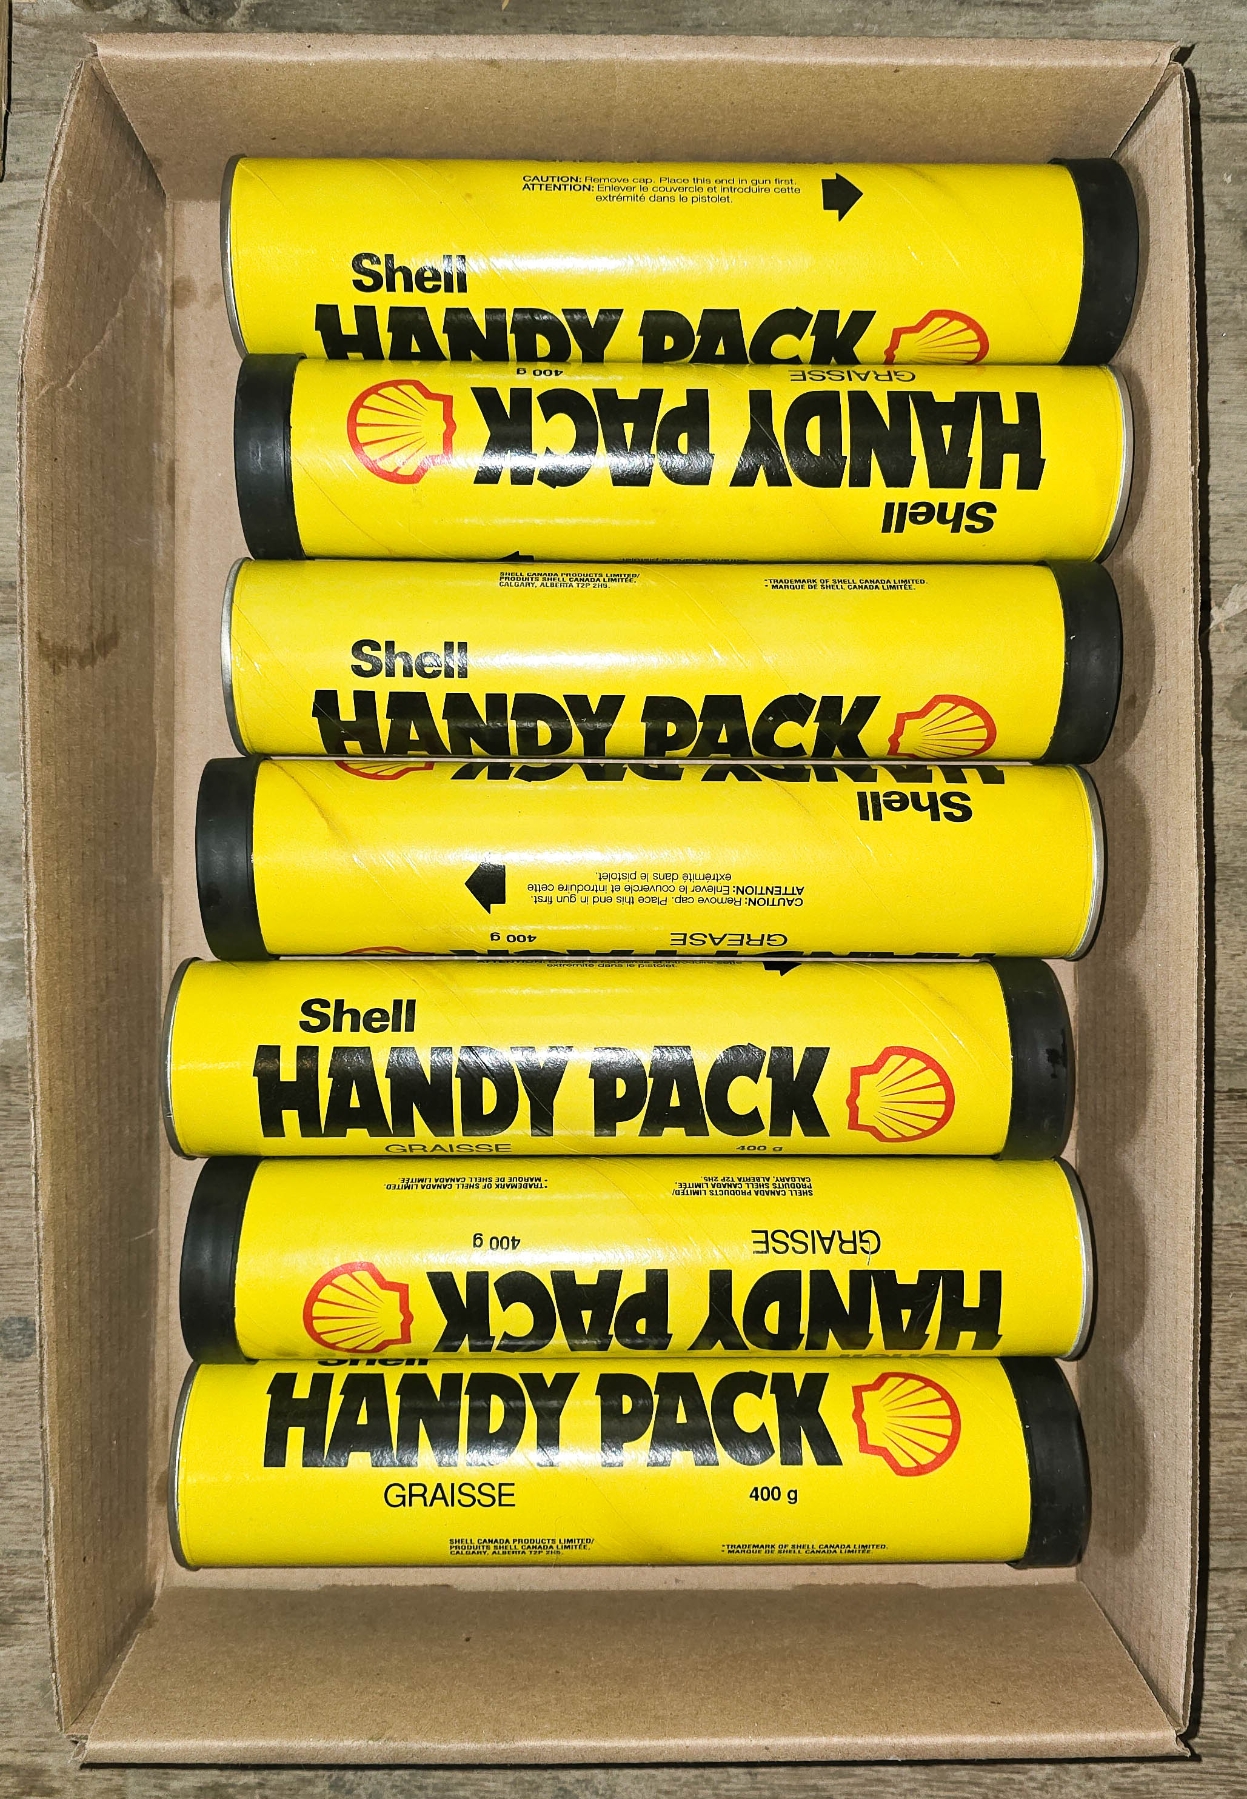 CAUTION: Remove cap. Place this end in gun first.
ATTENTION: Enlever le couvercle et introduire cette
extrémité dans le pistolet.
Shell
HANDY PACK
GRAISSE 400 g
HANDY PACK
Shell
SHELL CANADA PRODUCTS LIMITED/
PRODUITS SHELL CANADA LIMITÉE,
CALGARY, ALBERTA T2P 2H5.
*TRADEMARK OF SHELL CANADA LIMITED.
* MARQUE DE SHELL CANADA LIMITÉE.
Shell
HANDY PACK
HANDY PACK
Shell
CAUTION: Remove cap. Place this end in gun first.
ATTENTION: Enlever le couvercle et introduire cette
extrémité dans le pistolet.
GREASE 400 g
extrémité dans le pistolet.
Shell
HANDY PACK
GRAISSE 400 g
SHELL CANADA PRODUCTS LIMITED/
PRODUITS SHELL CANADA LIMITÉE,
CALGARY, ALBERTA T2P 2H5.
*TRADEMARK OF SHELL CANADA LIMITED.
* MARQUE DE SHELL CANADA LIMITÉE.
GRAISSE 400 g
HANDY PACK
Shell
HANDY PACK
GRAISSE 400 g
SHELL CANADA PRODUCTS LIMITED/
PRODUITS SHELL CANADA LIMITÉE,
CALGARY, ALBERTA T2P 2H5.
*TRADEMARK OF SHELL CANADA LIMITED.
* MARQUE DE SHELL CANADA LIMITÉE.